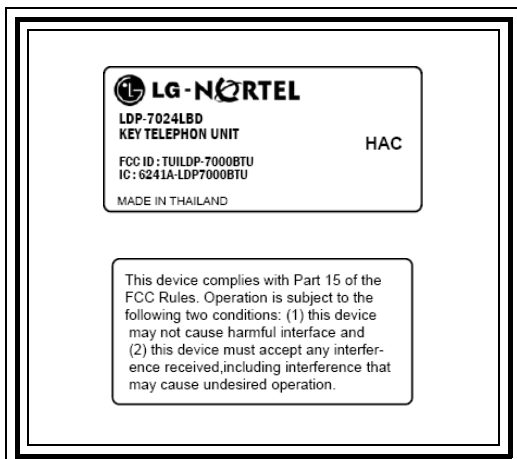 LG-NORTEL
LDP-7024LBD
KEY TELEPHON UNIT
HAC
FCC ID : TUILDP-7000BTU
IC : 6241A-LDP7000BTU
MADE IN THAILAND
This device complies with Part 15 of the
FCC Rules. Operation is subject to the
following two conditions: (1) this device
may not cause harmful interface and
(2) this device must accept any interfer-
ence received,including interference that
may cause undesired operation.